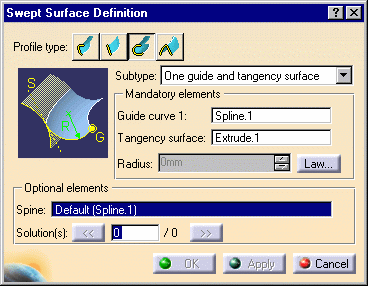 Swept Surface Definition
Profile type:
Subtype: One guide and tangency surface
Mandatory elements
Guide curve 1: Spline.1
Tangency surface: Extrude.1
Radius: 0mm Law...
S
R
G
Optional elements
Spine: Default (Spline.1)
Solution(s): << 0 / 0 >>
OK Apply Cancel